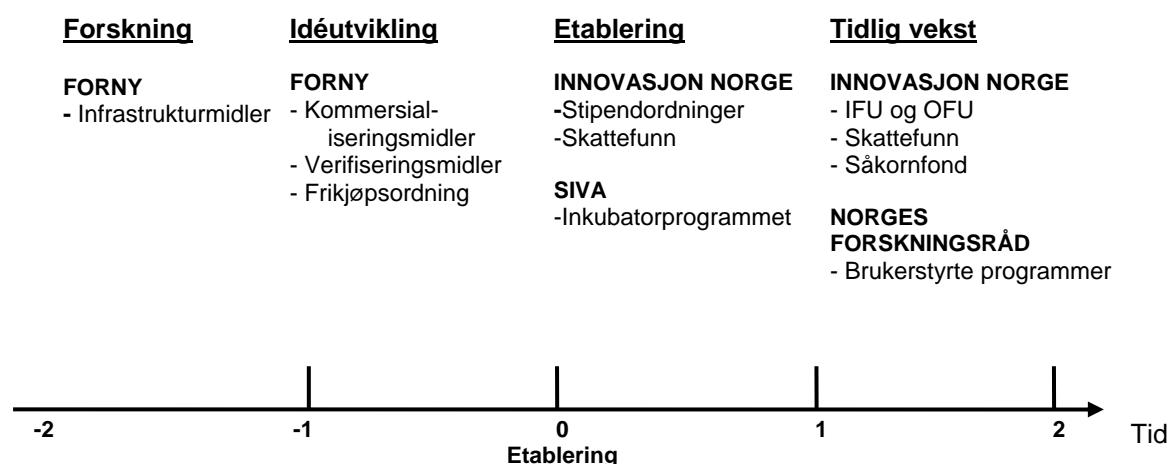 Forskning
FORNY
- Infrastrukturmidler
Idéutvikling
FORNY
- Kommersial-
iseringsmidler
- Verifiseringsmidler
- Frikjøpsordning
Etablering
INNOVASJON NORGE
-Stipendordninger
-Skattefunn
SIVA
-Inkubatorprogrammet
Tidlig vekst
INNOVASJON NORGE
- IFU og OFU
- Skattefunn
- Såkornfond
NORGES
FORSKNINGSRÅD
- Brukerstyrte programmer
-2
-1
0
1
2
Tid
Etablering